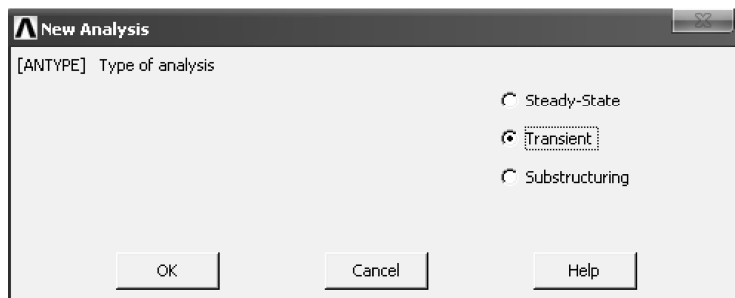 New Analysis
[ANTYPE] Type of analysis
Steady-State
Transient
Substructuring
OK Cancel Help